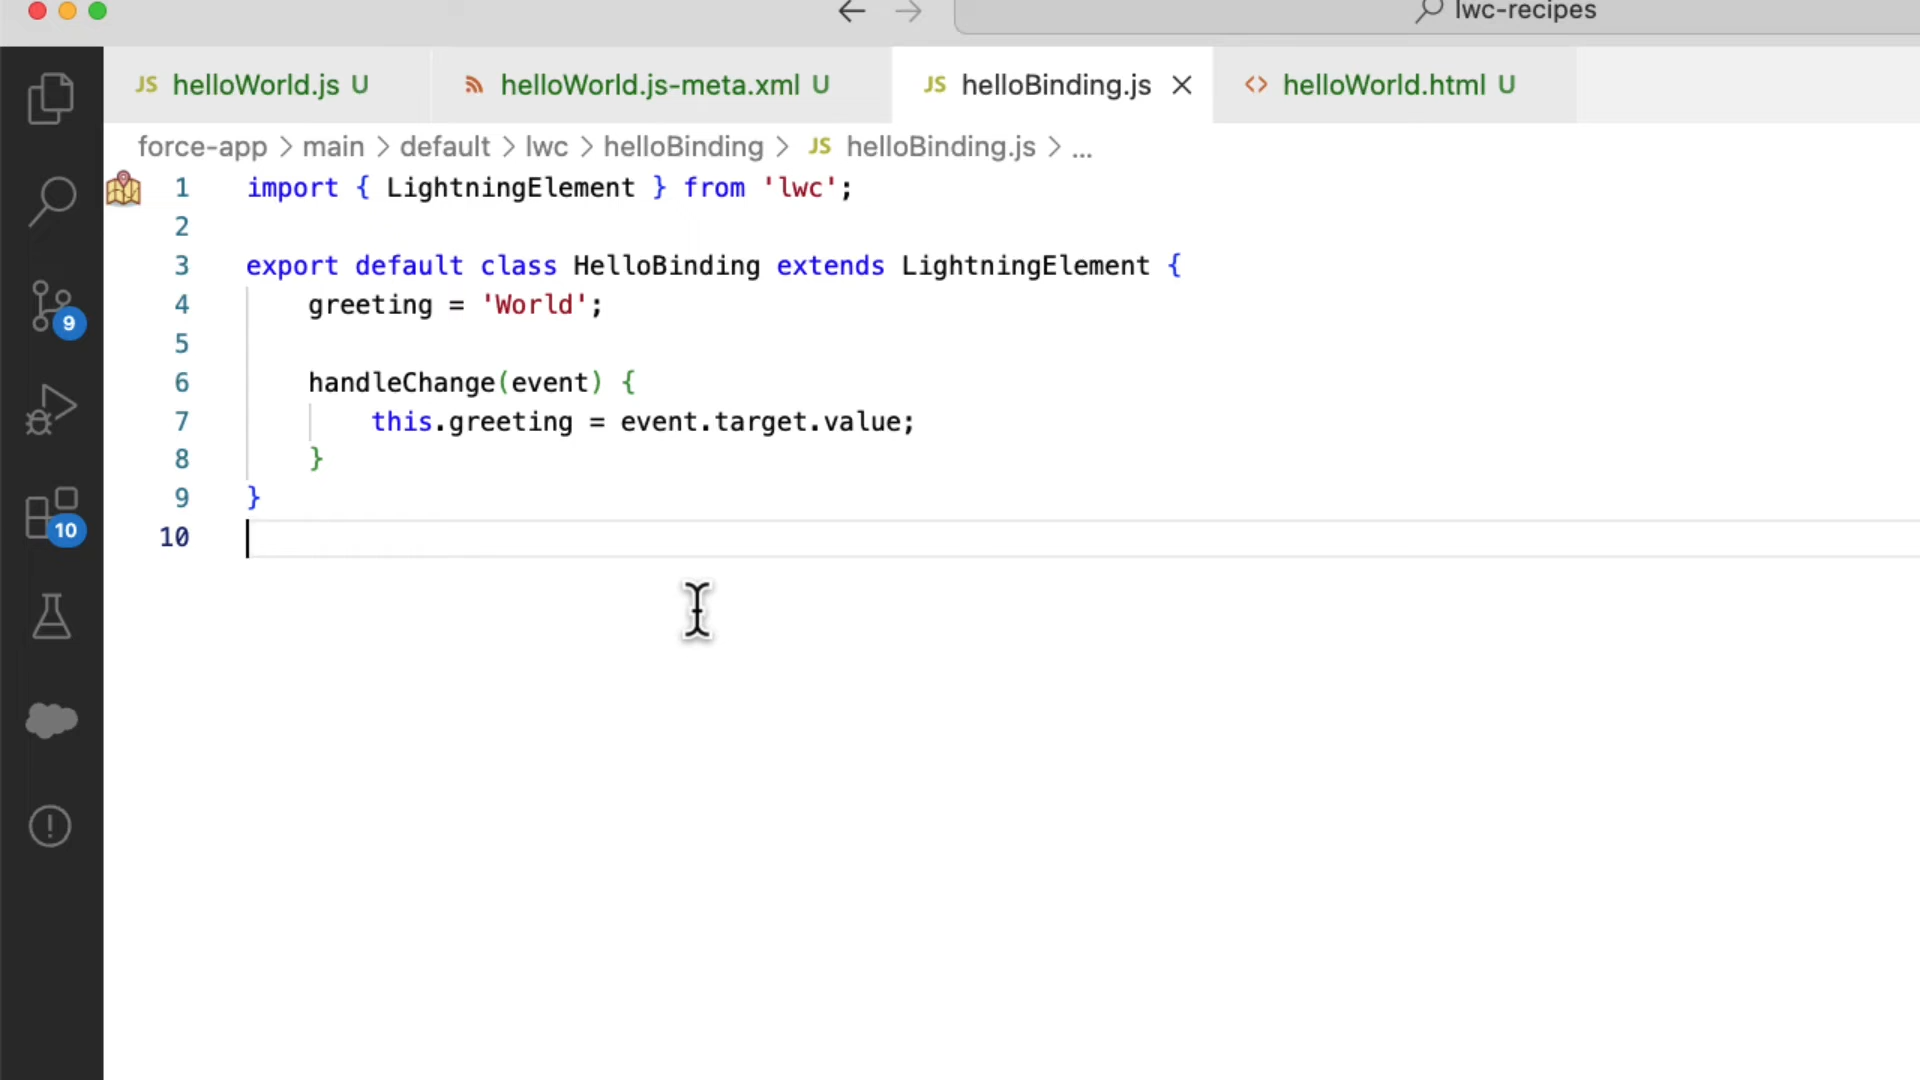 lwc-recipes
JS helloWorld.js U
helloWorld.js-meta.xml U
JS helloBinding.js
<> helloWorld.html U
force-app > main > default > lwc > helloBinding > JS helloBinding.js > ...
1 import { LightningElement } from 'lwc';
2
3 export default class HelloBinding extends LightningElement {
4     greeting = 'World';
5
6     handleChange(event) {
7         this.greeting = event.target.value;
8     }
9 }
10
9
10